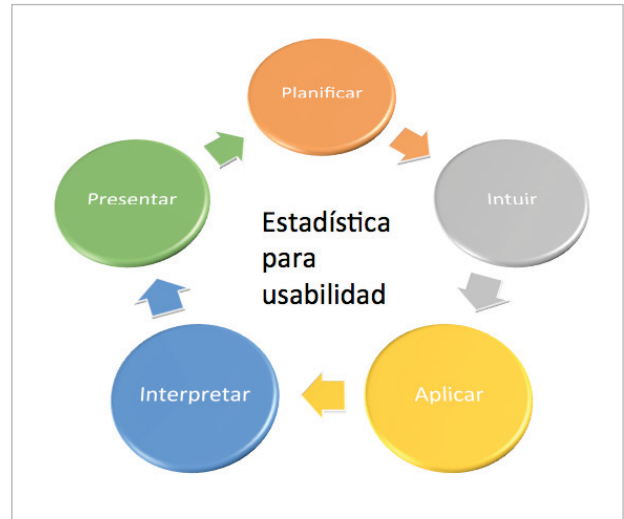 Planificar
Intuir
Aplicar
Interpretar
Presentar
Estadística
para
usabilidad